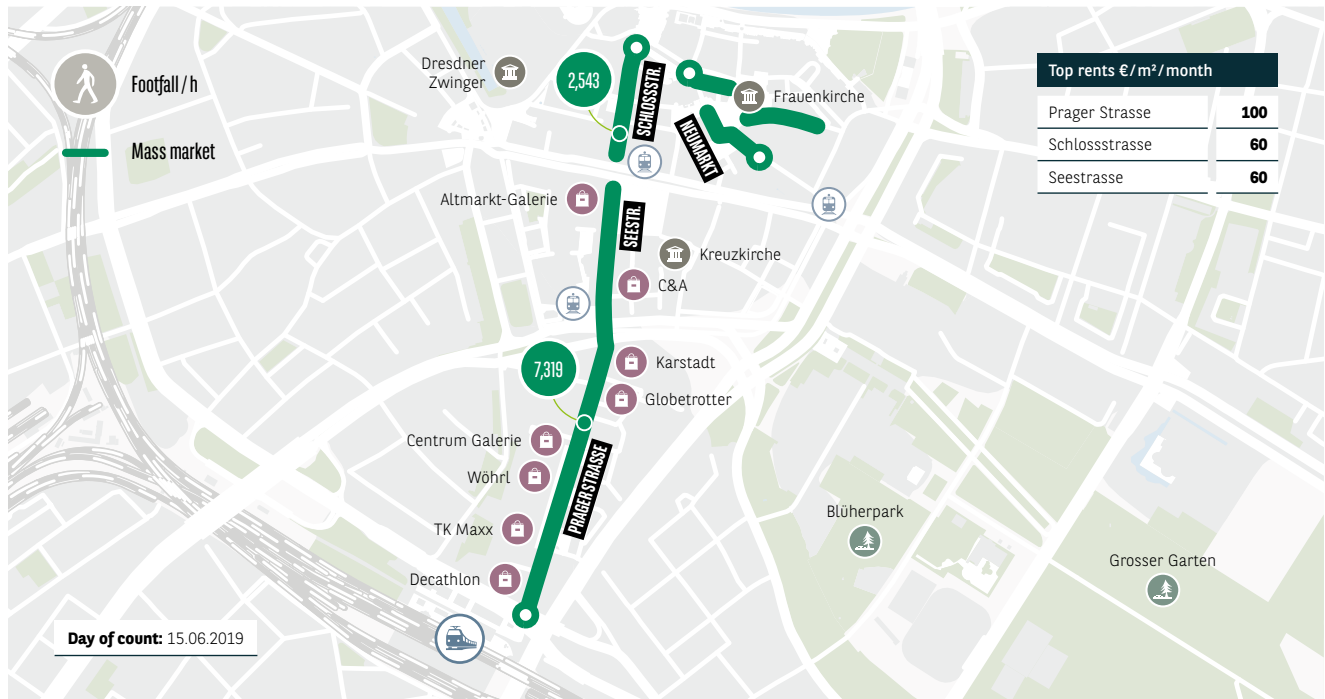 Footfall / h
Mass market
Dresdner
Zwinger
2,543
SCHLOSSSTR.
Frauenkirche
NEUMARKT
Top rents €/m²/month
Prager Strasse 100
Schlossstrasse 60
Seestrasse 60
Altmarkt-Galerie
SEESTR.
Kreuzkirche
C&A
7,319
Karstadt
Globetrotter
Centrum Galerie
Wöhrl
PRAGER STRASSE
TK Maxx
Decathlon
Blüherpark
Grosser Garten
Day of count: 15.06.2019